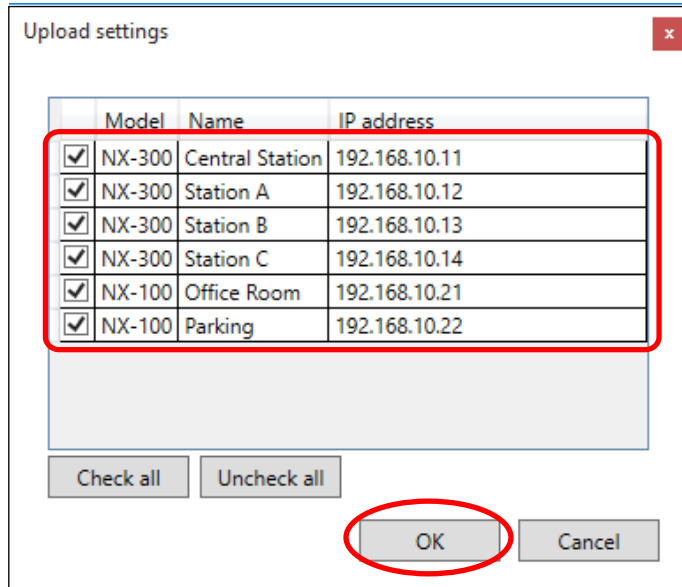 Upload settings
x
Model Name IP address
NX-300 Central Station 192.168.10.11
NX-300 Station A 192.168.10.12
NX-300 Station B 192.168.10.13
NX-300 Station C 192.168.10.14
NX-100 Office Room 192.168.10.21
NX-100 Parking 192.168.10.22
Check all Uncheck all
OK Cancel